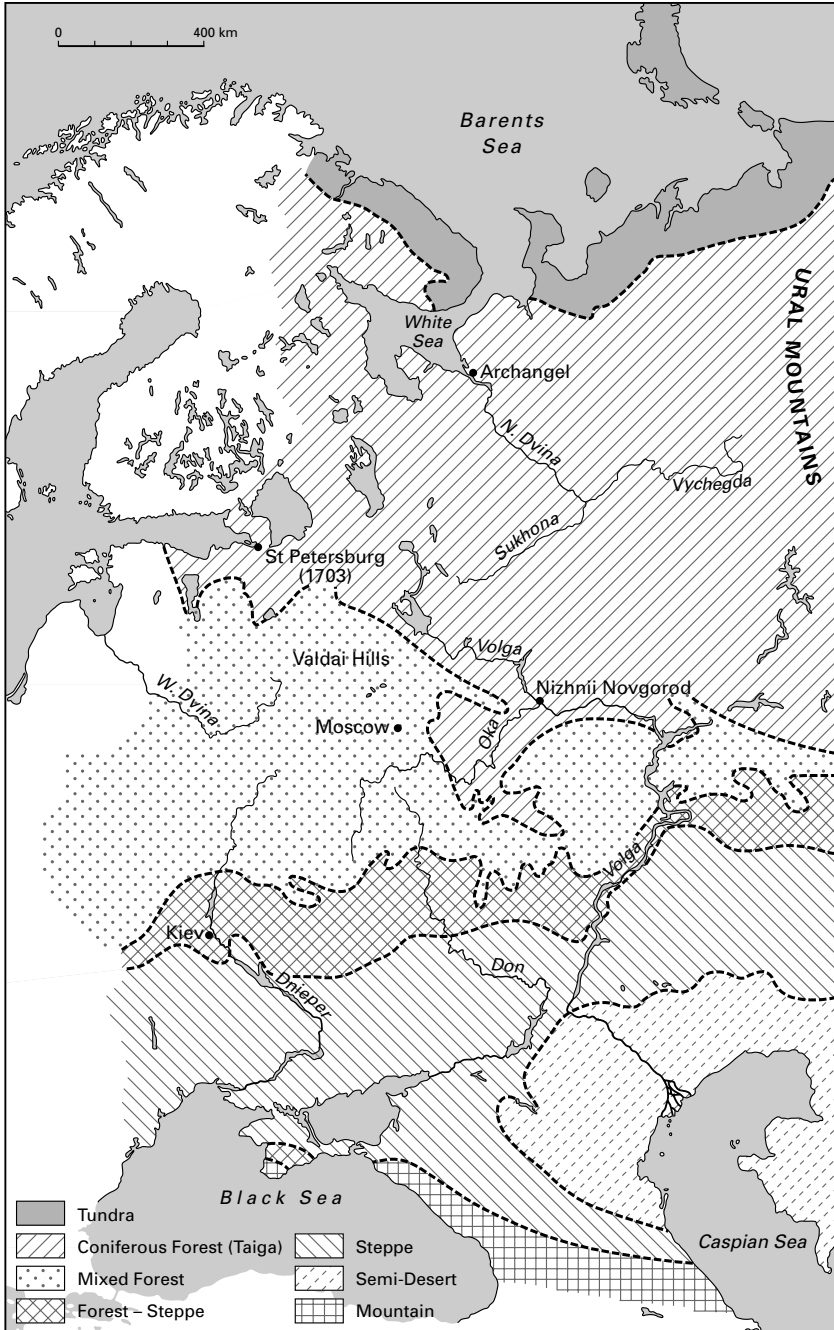 0 400 km
Barents
Sea
URAL MOUNTAINS
White
Sea
Archangel
N. Dvina
Vychegda
Sukhona
St Petersburg
(1703)
Volga
Valdai Hills
Nizhnii Novgorod
W. Dvina
Moscow
Oka
Volga
Kiev
Don
Dnieper
Black Sea
Caspian Sea
Tundra
Coniferous Forest (Taiga)
Mixed Forest
Forest – Steppe
Steppe
Semi-Desert
Mountain